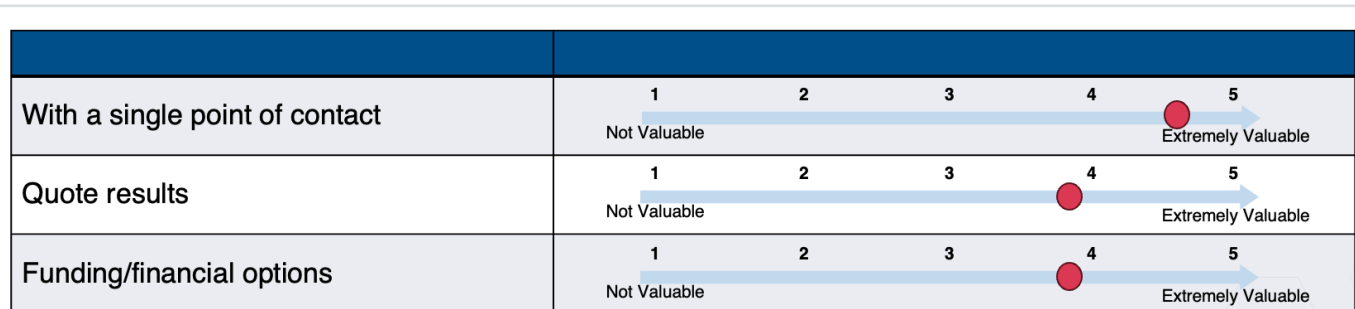 With a single point of contact
1 2 3 4 5
Not Valuable Extremely Valuable
Quote results
1 2 3 4 5
Not Valuable Extremely Valuable
Funding/financial options
1 2 3 4 5
Not Valuable Extremely Valuable